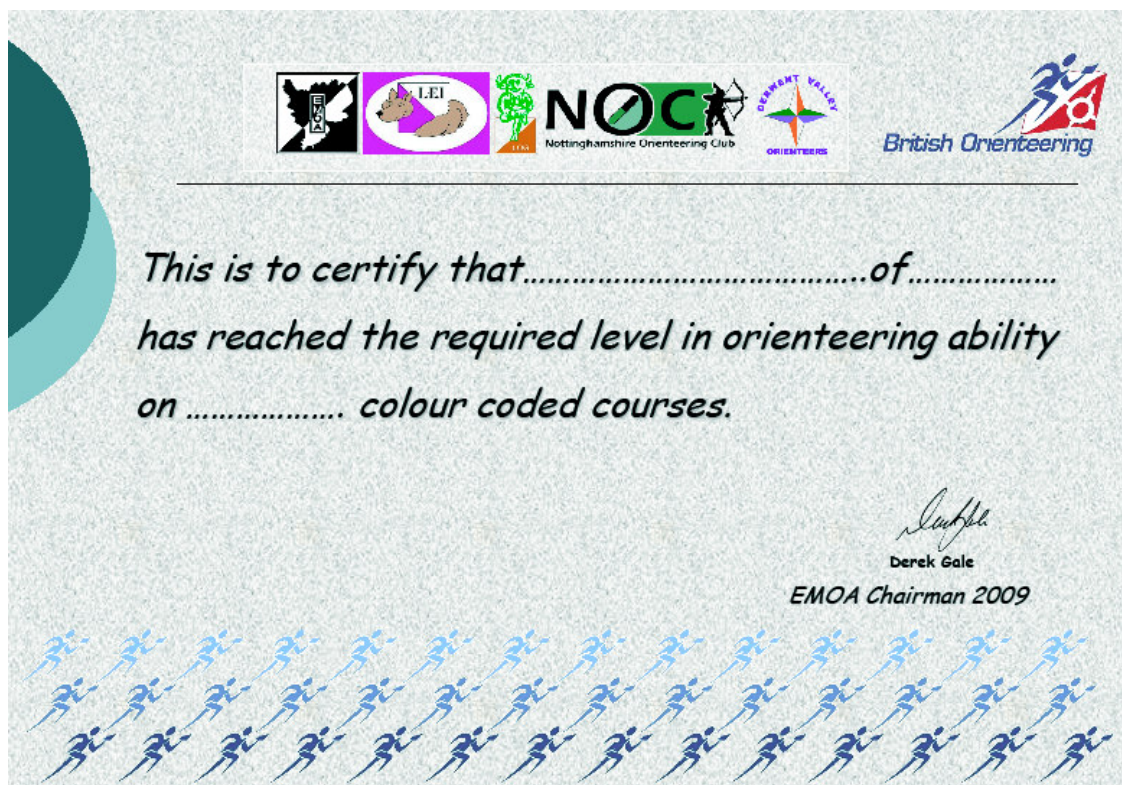 EMOA
LEI
LOG
NOC
Nottinghamshire Orienteering Club
DERWENT VALLEY
ORIENTEERS
British Orienteering
This is to certify that......................................of..................
has reached the required level in orienteering ability
on ................... colour coded courses.
Derek Gale
EMOA Chairman 2009